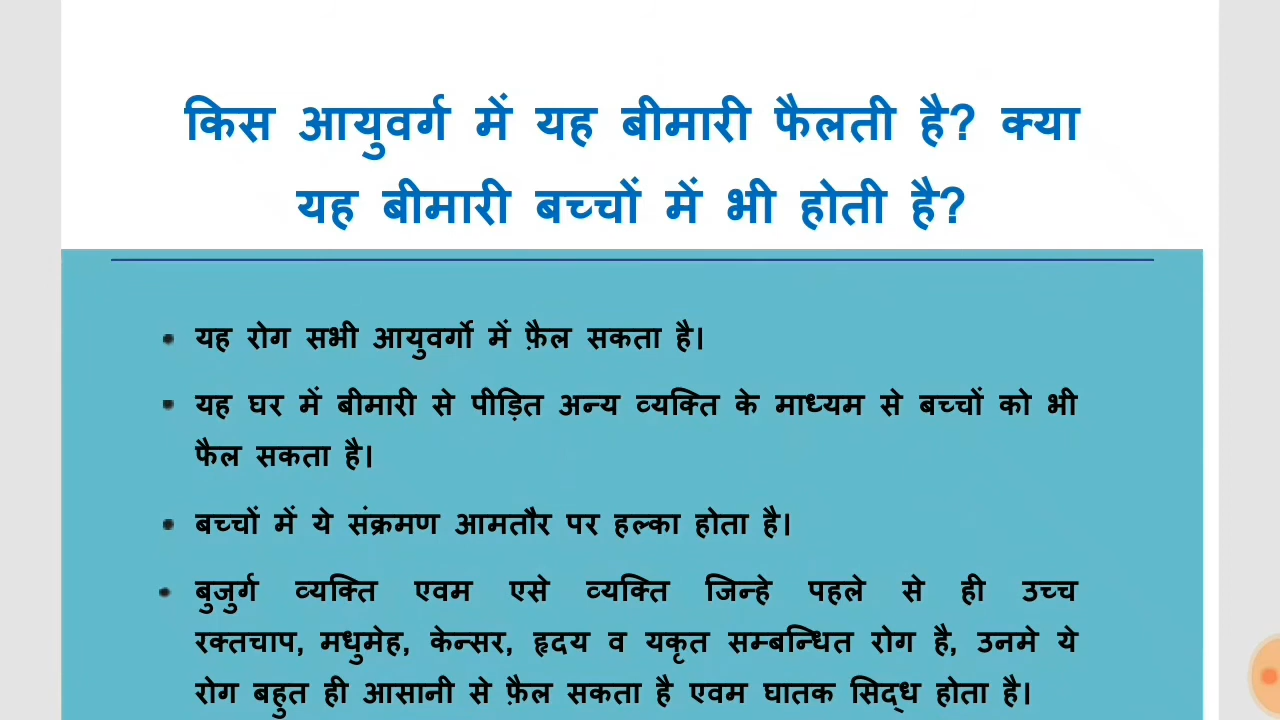 किस आयुवर्ग में यह बीमारी फैलती है? क्या
यह बीमारी बच्चों में भी होती है?
यह रोग सभी आयुवर्गो में फ़ैल सकता है।
यह घर में बीमारी से पीड़ित अन्य व्यक्ति के माध्यम से बच्चों को भी
फैल सकता है।
बच्चों में ये संक्रमण आमतौर पर हल्का होता है।
बुजुर्ग व्यक्ति एवम एसे व्यक्ति जिन्हे पहले से ही उच्च
रक्तचाप, मधुमेह, केन्सर, हृदय व यकृत सम्बन्धित रोग है, उनमे ये
रोग बहुत ही आसानी से फ़ैल सकता है एवम घातक सिद्ध होता है।